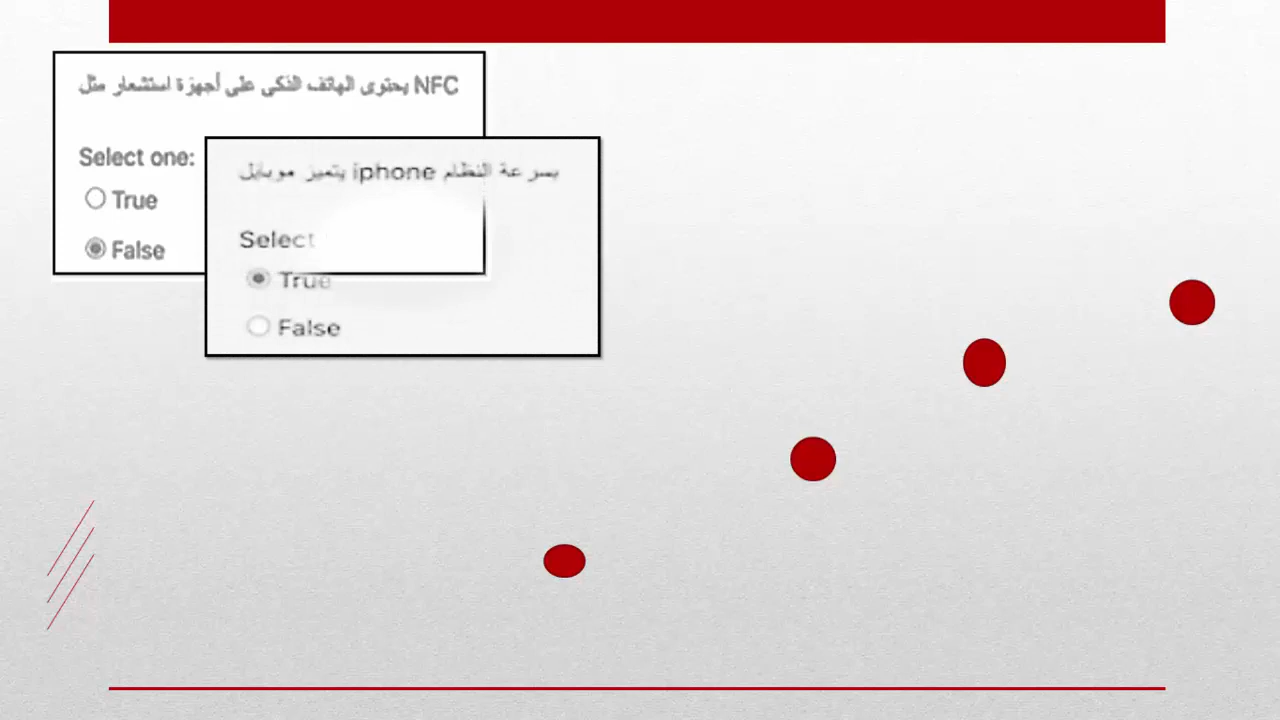 يحتوى الهاتف الذكى على أجهزة استشعار مثل NFC
Select one:
True
False
يتميز موبايل iphone بسرعة النظام
Select
True
False